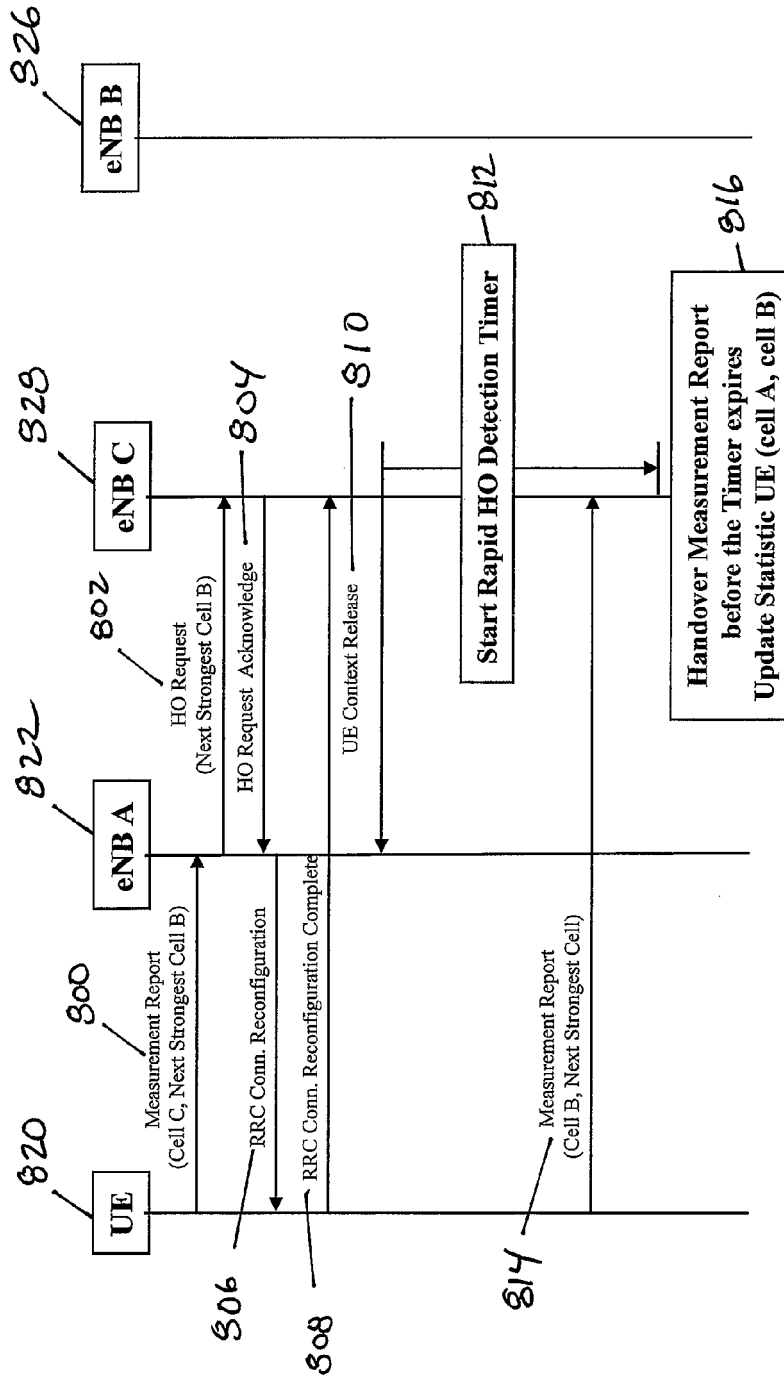 820
822
828
826
UE
eNB A
eNB C
eNB B
800
Measurement Report
(Cell C, Next Strongest Cell B)
802
HO Request
(Next Strongest Cell B)
804
HO Request Acknowledge
806
RRC Conn. Reconfiguration
808
RRC Conn. Reconfiguration Complete
810
UE Context Release
812
Start Rapid HO Detection Timer
814
Measurement Report
(Cell B, Next Strongest Cell)
816
Handover Measurement Report
before the Timer expires
Update Statistic UE (cell A, cell B)